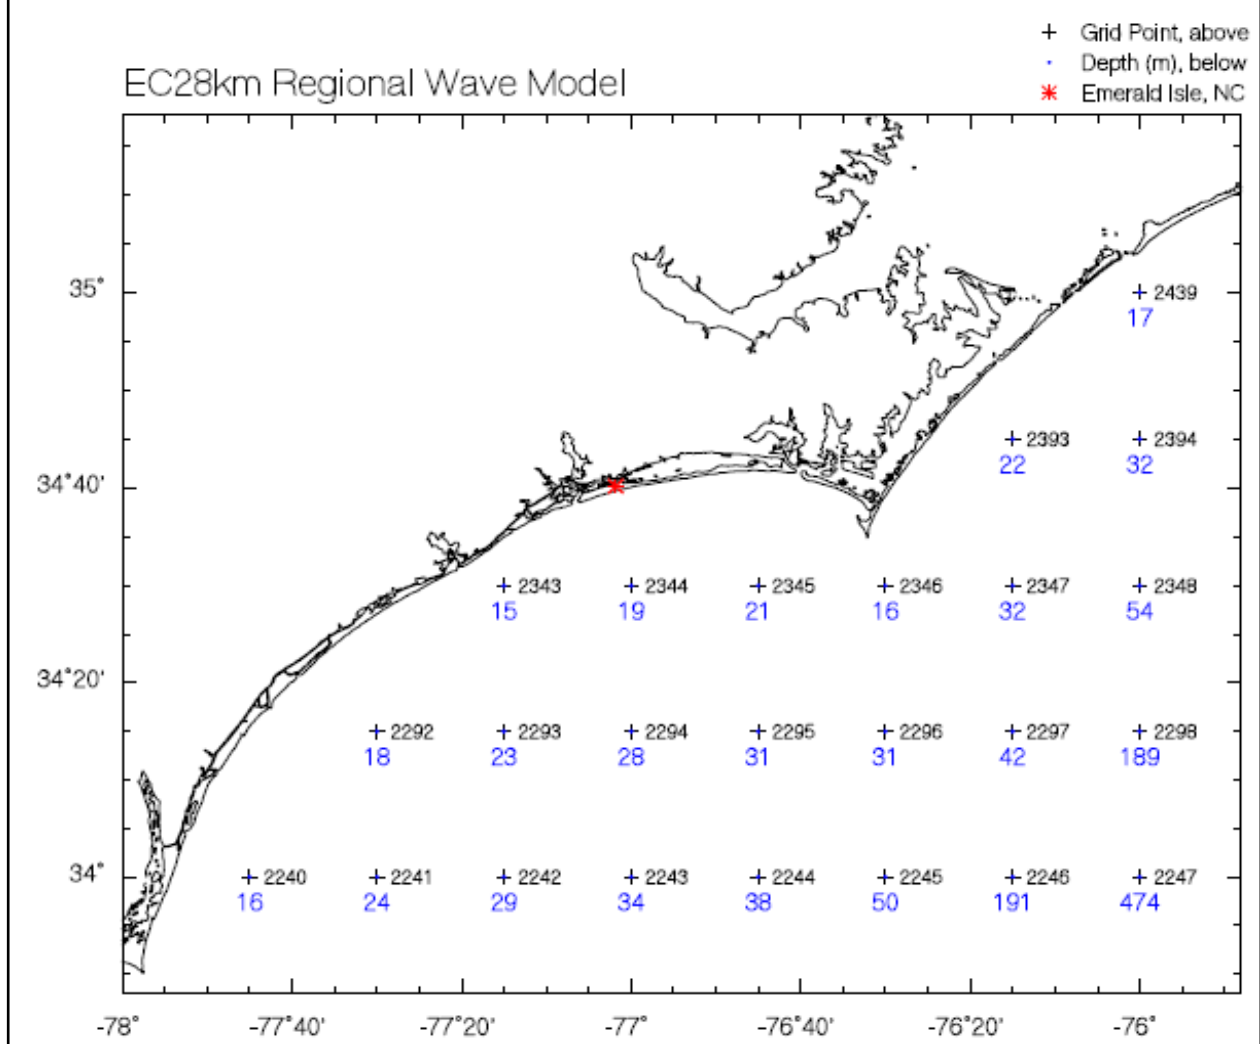 Grid Point, above
Depth (m), below
Emerald Isle, NC
EC28km Regional Wave Model
35°
2439
17
2393 2394
22 32
34°40'
2343 2344 2345 2346 2347 2348
15 19 21 16 32 54
34°20'
2292 2293 2294 2295 2296 2297 2298
18 23 28 31 31 42 189
34° 2240 2241 2242 2243 2244 2245 2246 2247
16 24 29 34 38 50 191 474
-78° -77°40' -77°20' -77° -76°40' -76°20' -76°